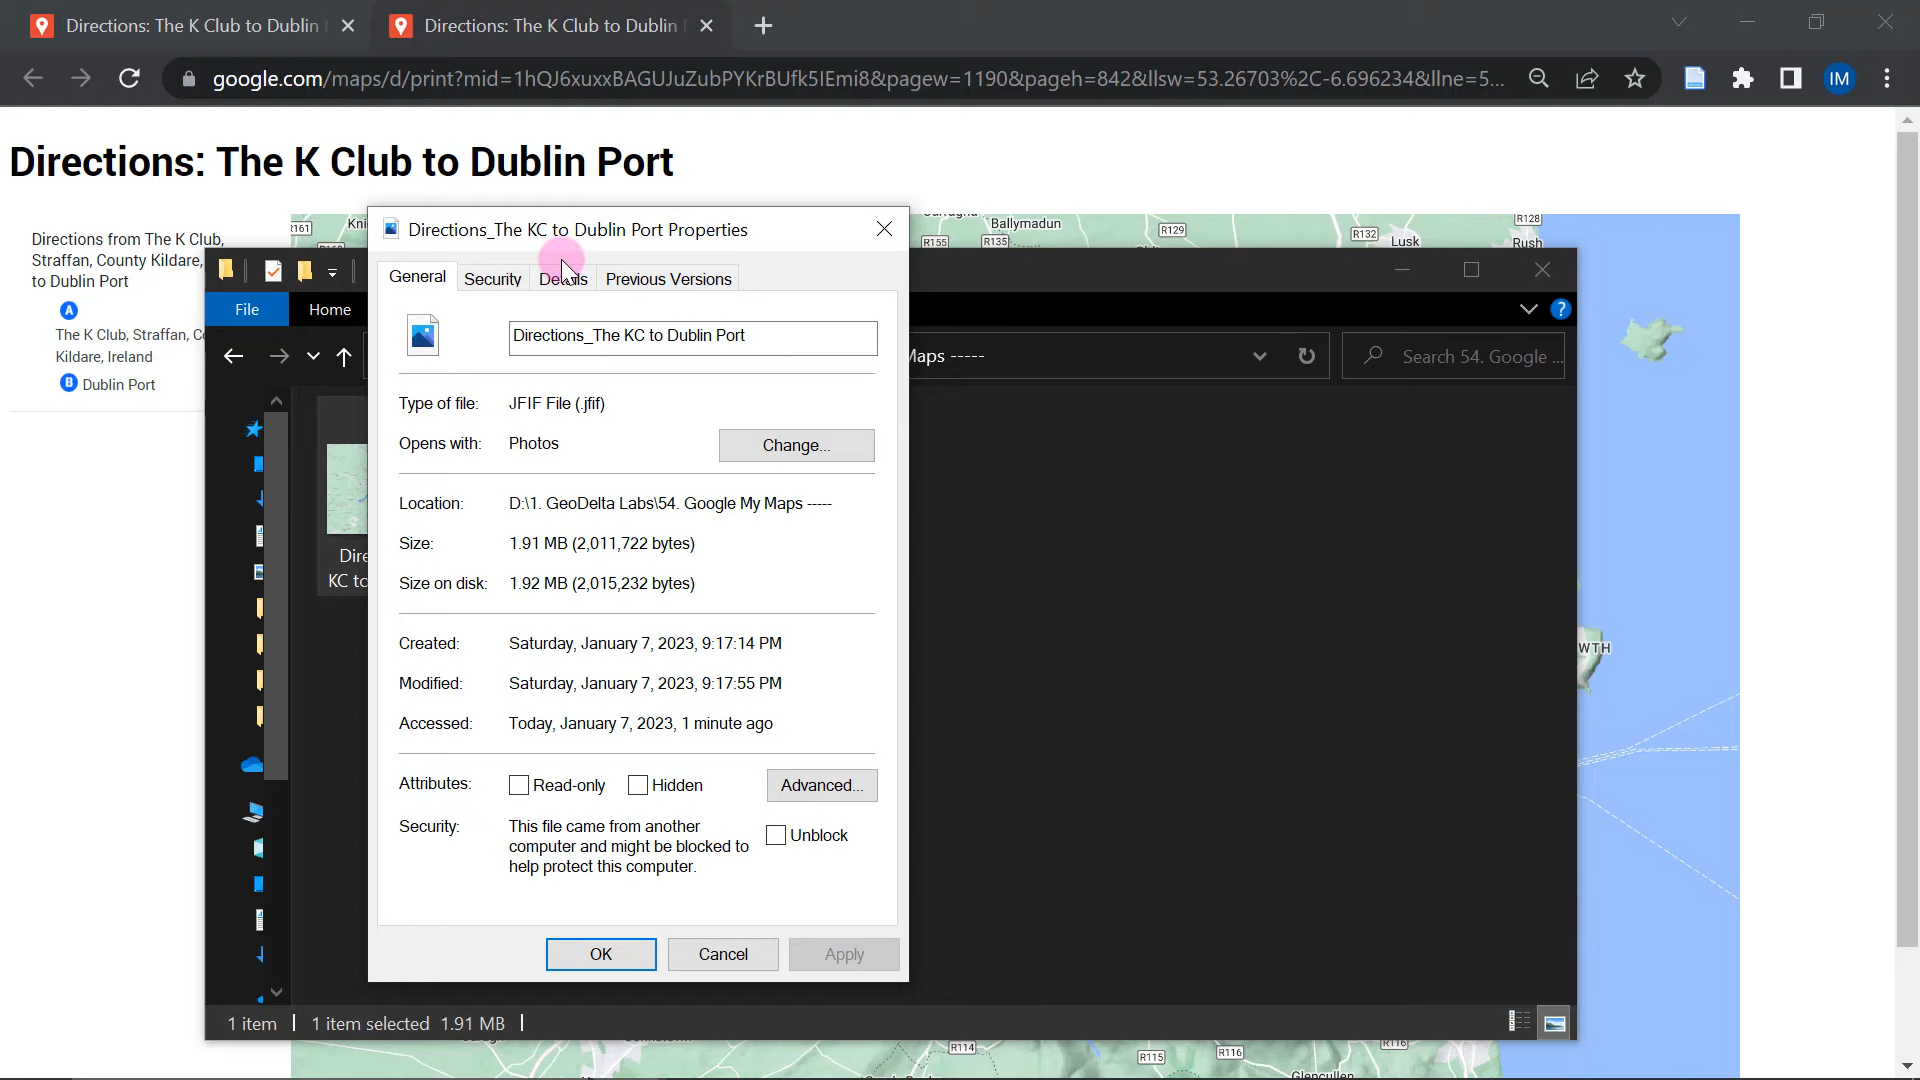 Directions: The K Club to Dublin
Directions: The K Club to Dublin
google.com/maps/d/print?mid=1hQJ6xuxxBAGUJuZubPYKrBUfk5IEmi8&pagew=1190&pageh=842&llsw=53.26703%2C-6.696234&llne=5...
IM
Directions: The K Club to Dublin Port
Directions from The K Club,
Straffan, County Kildare,
to Dublin Port
A
The K Club, Straffan, Co
Kildare, Ireland
B Dublin Port
R161
Kni
Ballymadun
R155
R135
R129
R132
Lusk
R128
Rush
Directions_The KC to Dublin Port Properties
General
Security
Details
Previous Versions
Directions_The KC to Dublin Port
Type of file: JFIF File (.jfif)
Opens with: Photos
Change...
Location: D:\1. GeoDelta Labs\54. Google My Maps -----
Size: 1.91 MB (2,011,722 bytes)
Size on disk: 1.92 MB (2,015,232 bytes)
Created: Saturday, January 7, 2023, 9:17:14 PM
Modified: Saturday, January 7, 2023, 9:17:55 PM
Accessed: Today, January 7, 2023, 1 minute ago
Attributes: Read-only Hidden
Advanced...
Security: This file came from another
computer and might be blocked to
help protect this computer.
Unblock
OK
Cancel
Apply
File
Home
?
Maps -----
Search 54. Google ...
Dire
KC to
1 item
1 item selected 1.91 MB
WTH
R114
R115
R116
R116
Glencullen